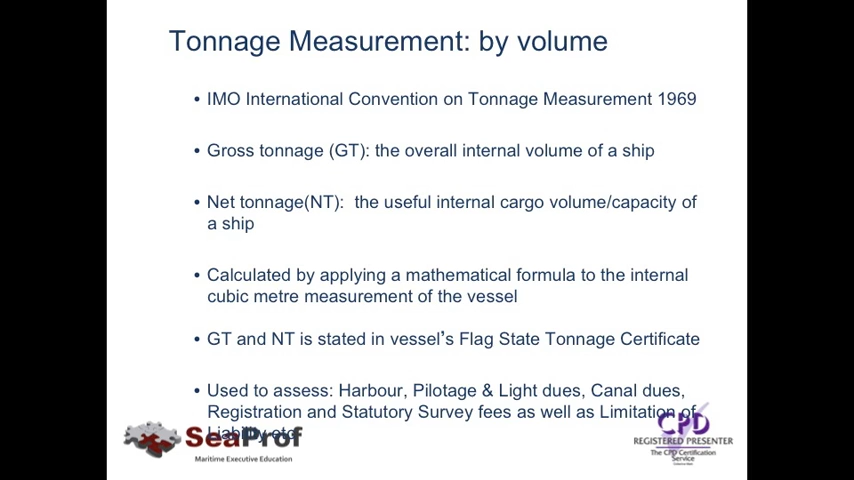 Tonnage Measurement: by volume
• IMO International Convention on Tonnage Measurement 1969
• Gross tonnage (GT): the overall internal volume of a ship
• Net tonnage(NT):  the useful internal cargo volume/capacity of
a ship
• Calculated by applying a mathematical formula to the internal
cubic metre measurement of the vessel
• GT and NT is stated in vessel's Flag State Tonnage Certificate
• Used to assess: Harbour, Pilotage & Light dues, Canal dues,
Registration and Statutory Survey fees as well as Limitation of
Liability etc
SeaProf
Maritime Executive Education
CPD
REGISTERED PRESENTER
The CPD Certification
Service